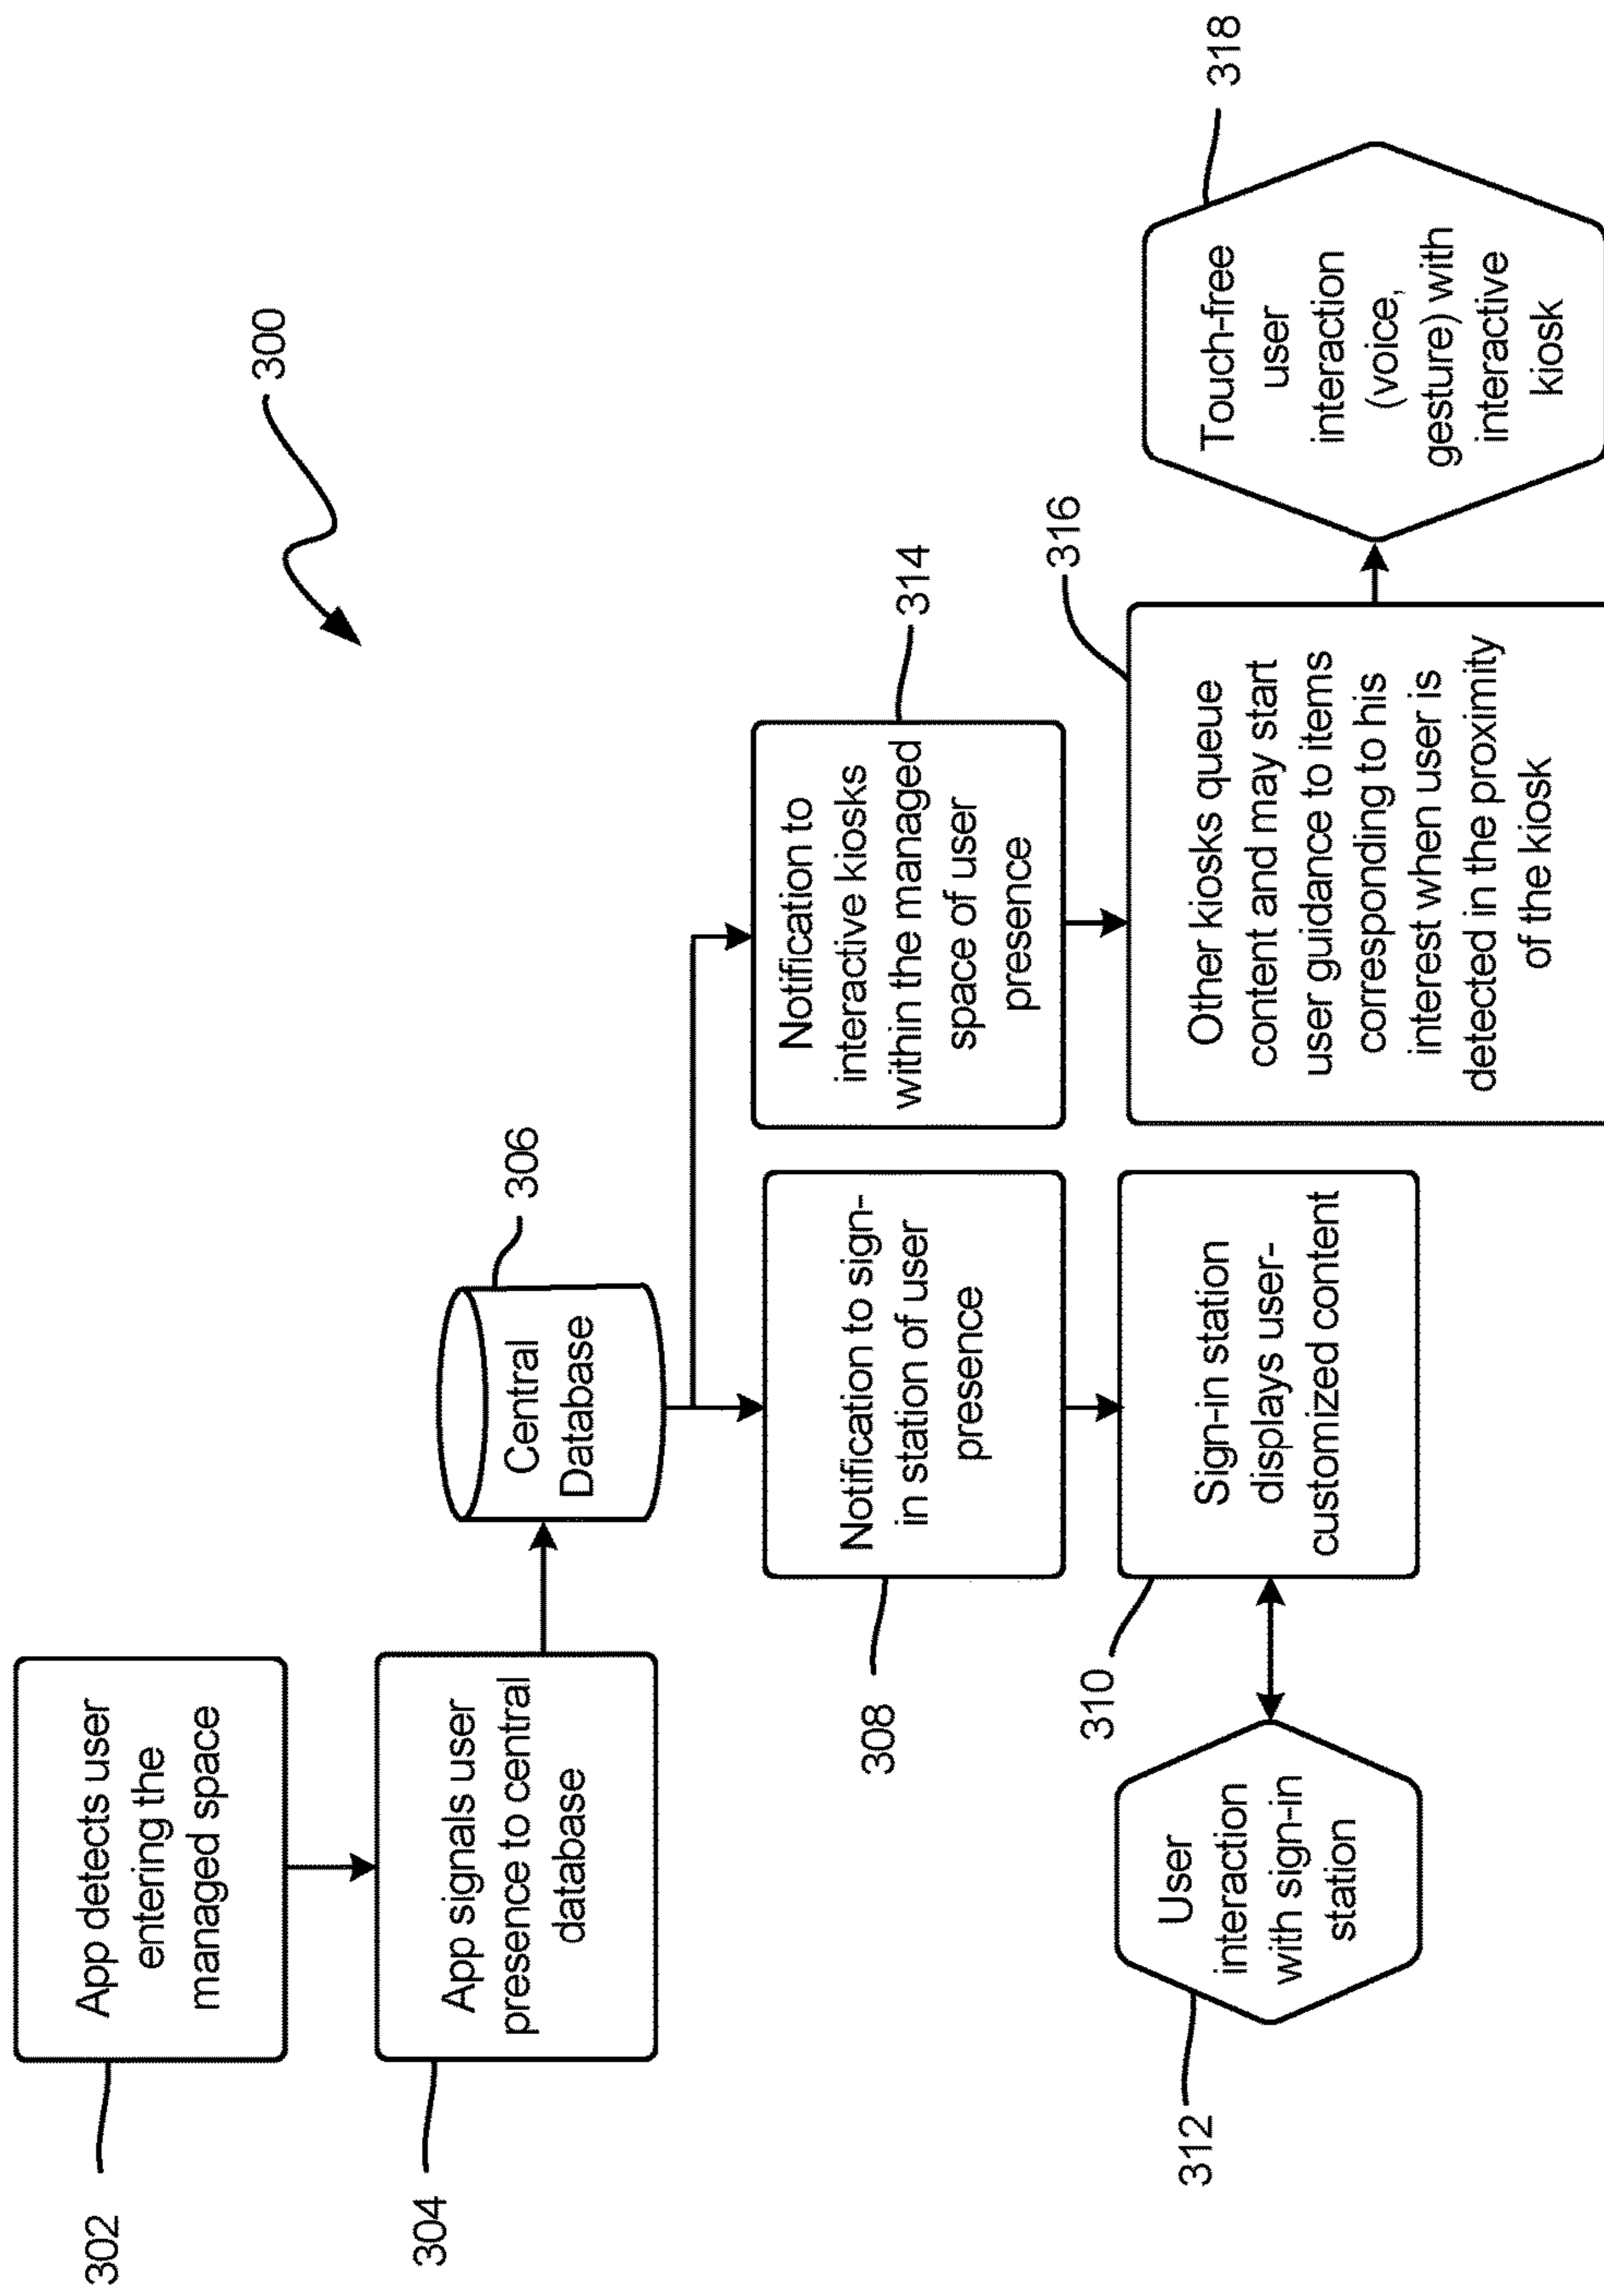 300
302
App detects user
entering the
managed space
304
App signals user
presence to central
database
306
Central
Database
308
Notification to sign-
in station of user
presence
310
Sign-in station
displays user-
customized content
312
User
interaction
with sign-in
station
314
Notification to
interactive kiosks
within the managed
space of user
presence
316
Other kiosks queue
content and may start
user guidance to items
corresponding to his
interest when user is
detected in the proximity
of the kiosk
318
Touch-free
user
interaction
(voice,
gesture) with
interactive
kiosk